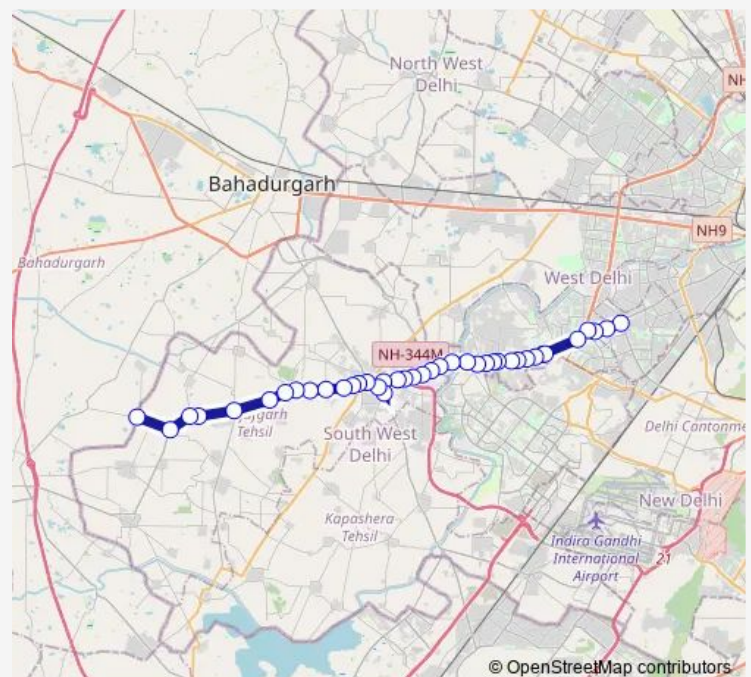 North West
Delhi
NH
Bahadurgarh
NH9
Bahadurgarh
West Delhi
NH-344M
Tehsil
South West
Delhi
Delhi Cantonme
Kapashera
Tehsil
New Delhi
Indira Gandhi
International
Airport
21
© OpenStreetMap contributors